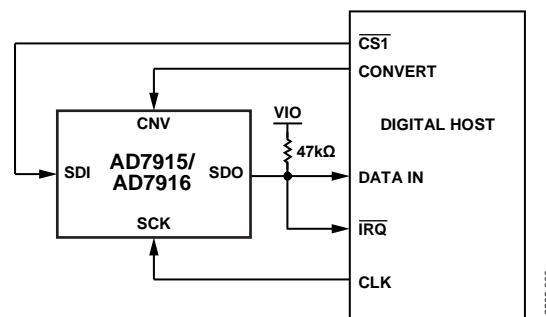 CS1
CONVERT
VIO
CNV
DIGITAL HOST
AD7915/
AD7916
47kΩ
SDI
SDO
DATA IN
SCK
IRQ
CLK